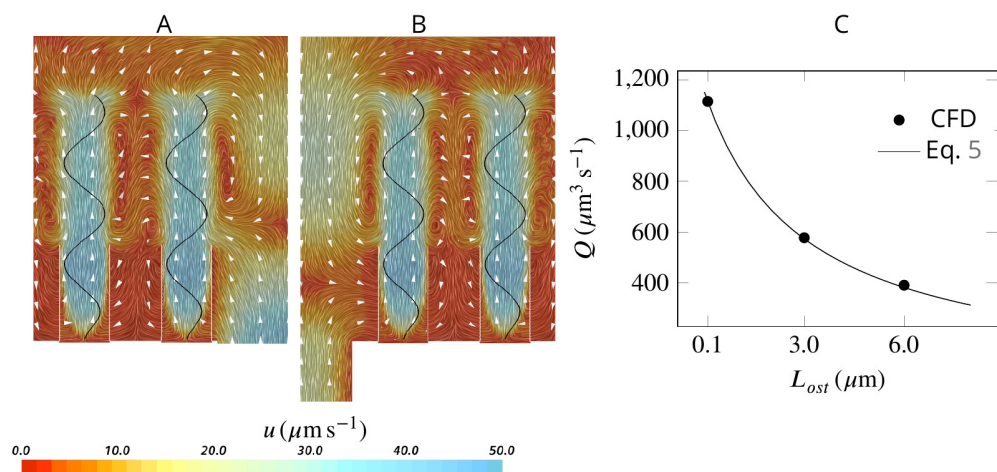 A
B
C
1,200
1,000
800
600
400
Q (μm³ s⁻¹)
CFD
Eq. 5
0.1 3.0 6.0
L_ost (μm)
u (μm s⁻¹)
0.0 10.0 20.0 30.0 40.0 50.0